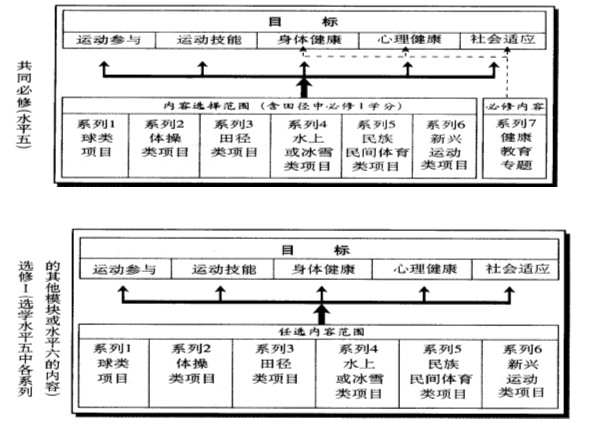 共同必修(水平五)
目 标
运动参与 运动技能 身体健康 心理健康 社会适应
内容选择范围(含田径中必修1学分) 必修内容
系列1 系列2 系列3 系列4 系列5 系列6 系列7
球类 体操 田径 水上 民族 新兴 健康
项目 类项目 类项目 或冰雪 民间体育 运动 教育
类项目 类项目 类项目 专题
选修Ⅰ(选学水平五中各系列
的其他模块或水平六的内容)
目 标
运动参与 运动技能 身体健康 心理健康 社会适应
任选内容范围
系列1 系列2 系列3 系列4 系列5 系列6
球类 体操 田径 水上 民族 新兴
项目 类项目 类项目 或冰雪 民间体育 运动
类项目 类项目 类项目